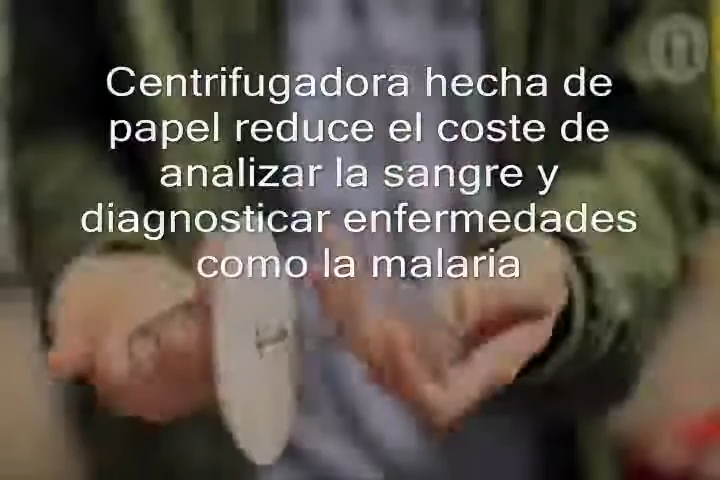 Centrifugadora hecha de
papel reduce el coste de
analizar la sangre y
diagnosticar enfermedades
como la malaria